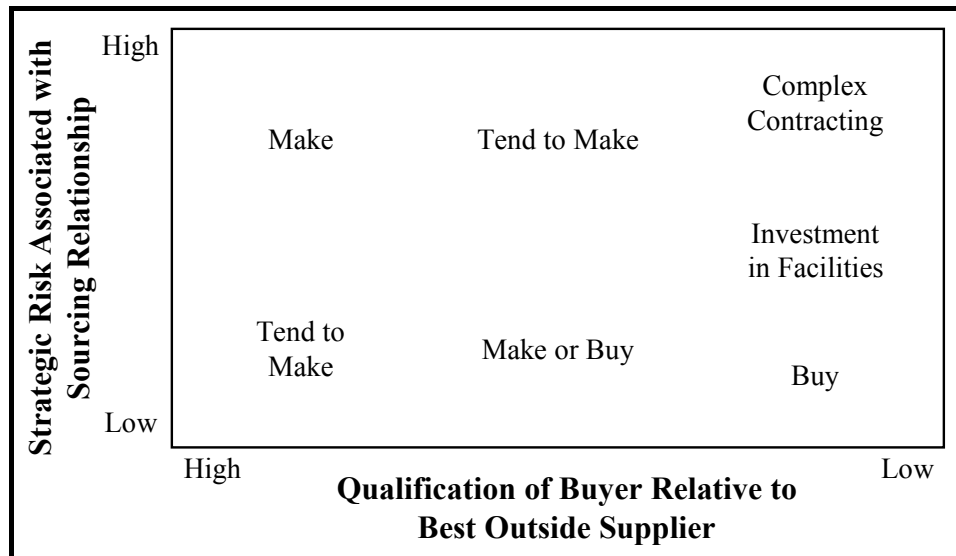 Strategic Risk Associated with
Sourcing Relationship
High
Low
Make
Tend to Make
Complex
Contracting
Investment
in Facilities
Tend to
Make
Make or Buy
Buy
High
Low
Qualification of Buyer Relative to
Best Outside Supplier